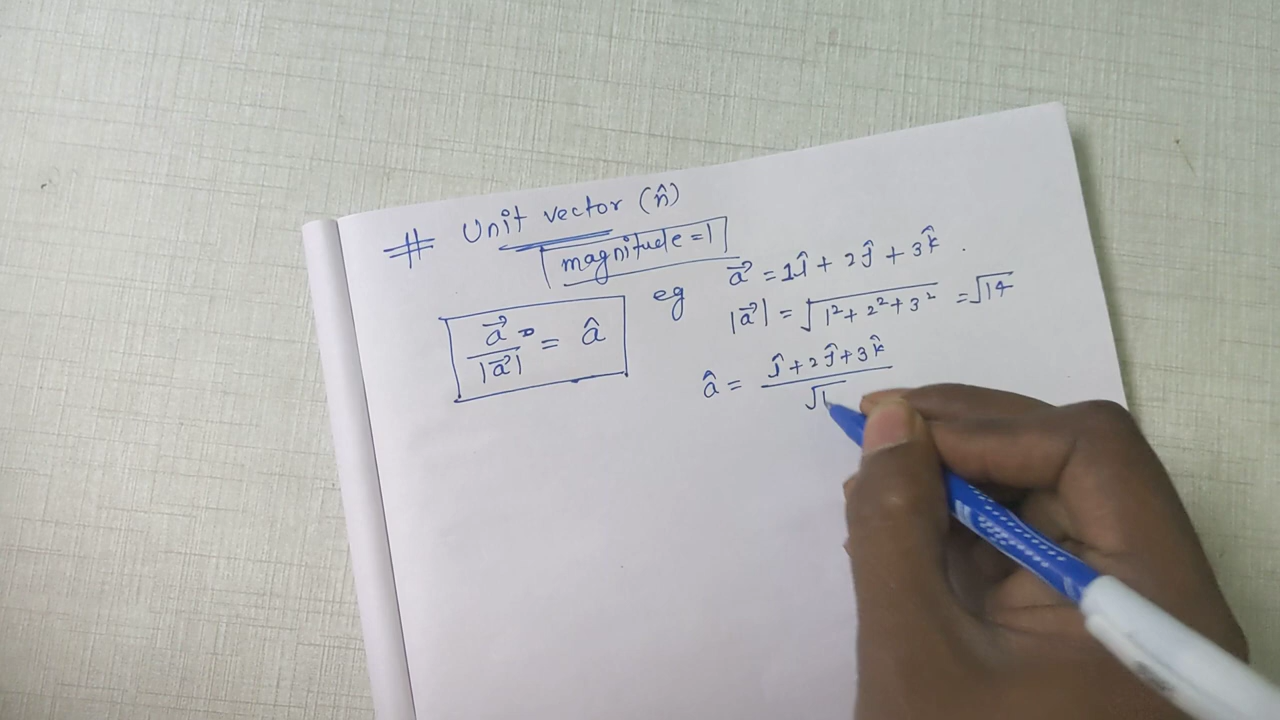 # Unit vector (n̂)
magnitude = 1
a⃗ / |a⃗| = â
eg a⃗ = 1î + 2ĵ + 3k̂ .
|a⃗| = √(1² + 2² + 3²) = √14
â = (î + 2ĵ + 3k̂) / √1